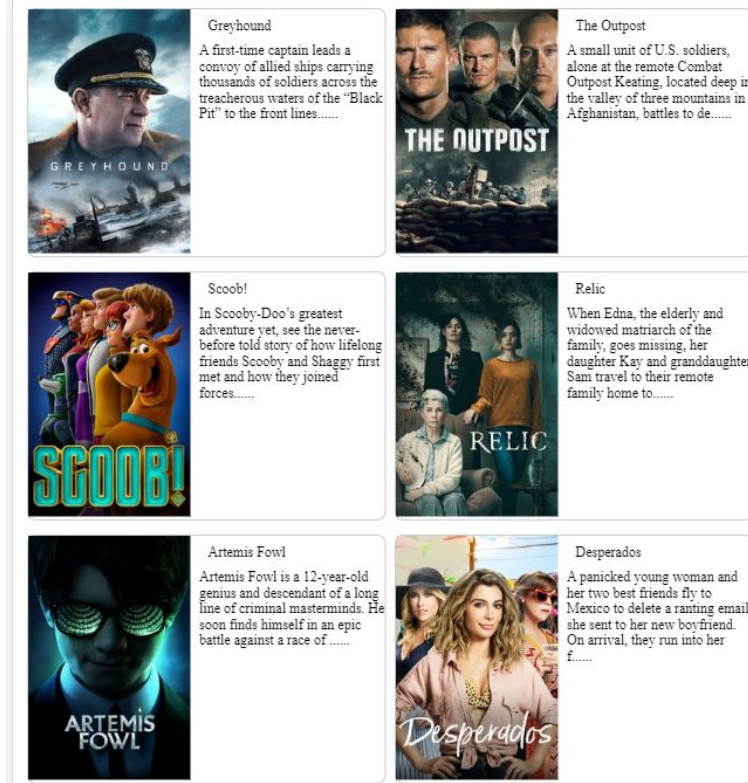 Greyhound
A first-time captain leads a
convoy of allied ships carrying
thousands of soldiers across the
treacherous waters of the “Black
Pit” to the front lines......
GREYHOUND
The Outpost
A small unit of U.S. soldiers,
alone at the remote Combat
Outpost Keating, located deep in
the valley of three mountains in
Afghanistan, battles to de......
THE OUTPOST
Scoob!
In Scooby-Doo’s greatest
adventure yet, see the never-
before told story of how lifelong
friends Scooby and Shaggy first
met and how they joined
forces......
SCOOB!
Relic
When Edna, the elderly and
widowed matriarch of the
family, goes missing, her
daughter Kay and granddaughter
Sam travel to their remote
family home to......
RELIC
Artemis Fowl
Artemis Fowl is a 12-year-old
genius and descendant of a long
line of criminal masterminds. He
soon finds himself in an epic
battle against a race of ......
ARTEMIS
FOWL
Desperados
A panicked young woman and
her two best friends fly to
Mexico to delete a ranting email
she sent to her new boyfriend.
On arrival, they run into her
f......
Desperados